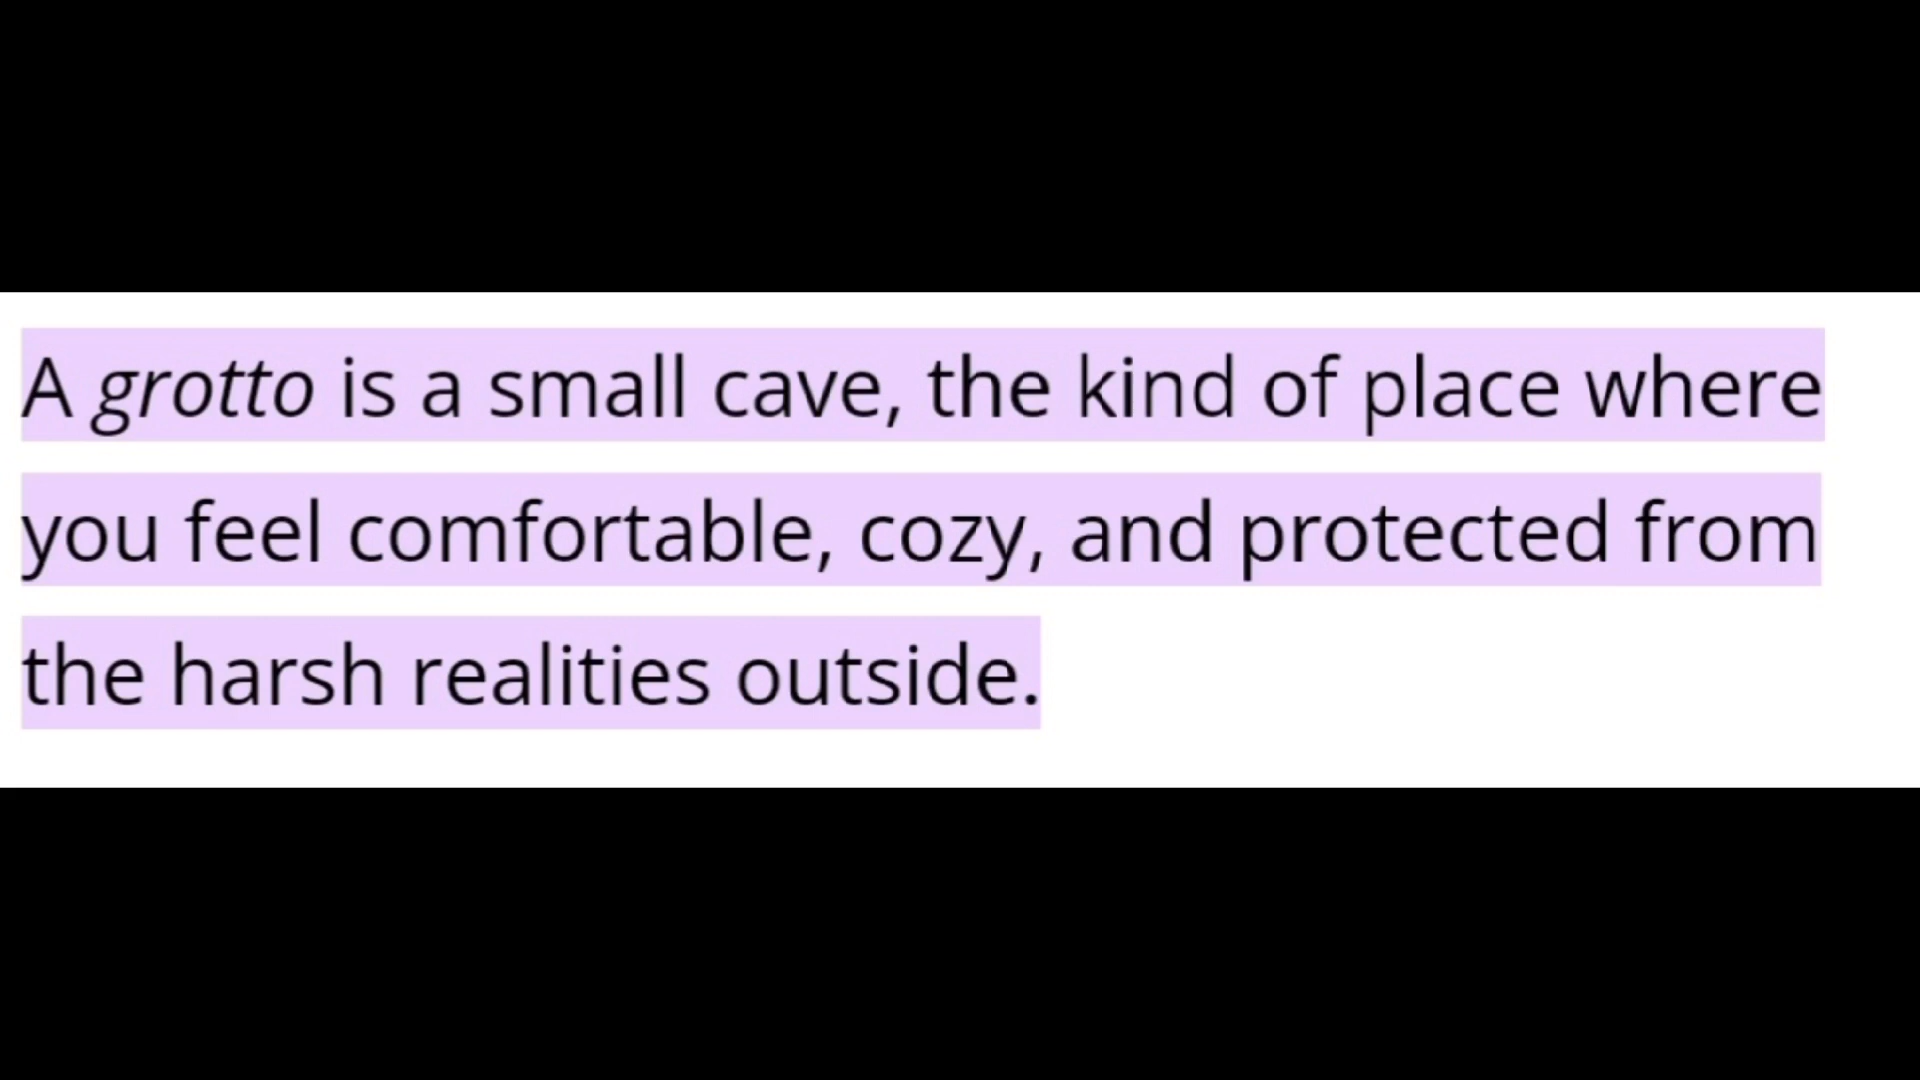 A grotto is a small cave, the kind of place where
you feel comfortable, cozy, and protected from
the harsh realities outside.